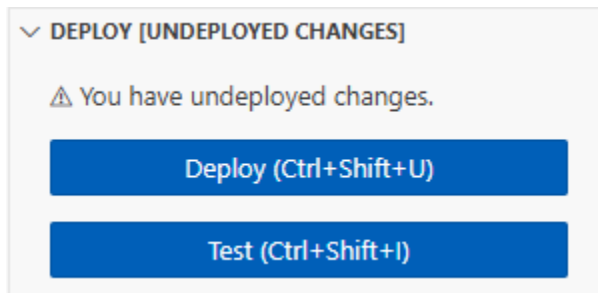 DEPLOY [UNDEPLOYED CHANGES]
You have undeployed changes.
Deploy (Ctrl+Shift+U)
Test (Ctrl+Shift+I)